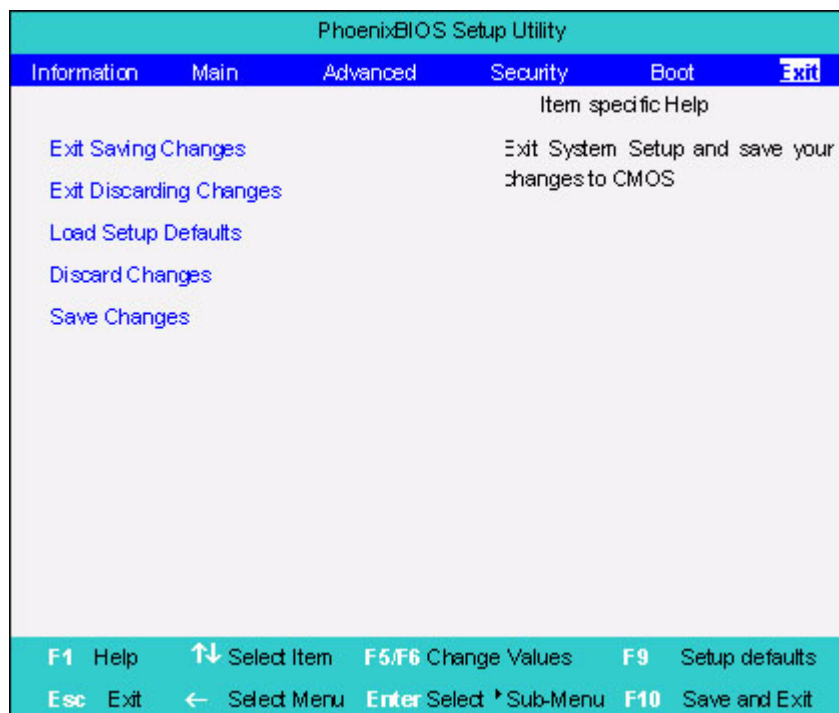 PhoenixBIOS Setup Utility
Information Main Advanced Security Boot Exit
Item specific Help
Exit Saving Changes
Exit System Setup and save your
changes to CMOS
Exit Discarding Changes
Load Setup Defaults
Discard Changes
Save Changes
F1 Help ↑↓ Select Item F5/F6 Change Values F9 Setup defaults
Esc Exit ← Select Menu Enter Select ▸ Sub-Menu F10 Save and Exit